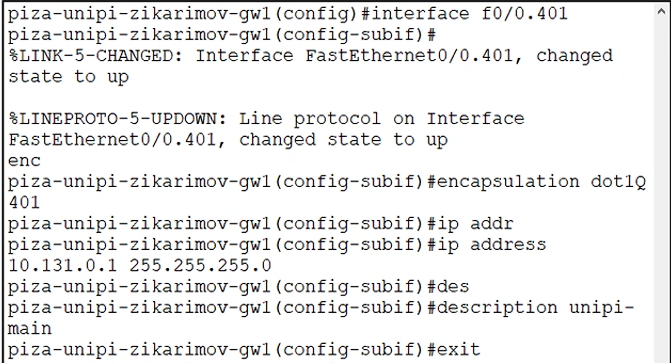 piza-unipi-zikarimov-gw1(config)#interface f0/0.401
piza-unipi-zikarimov-gw1(config-subif)#
%LINK-5-CHANGED: Interface FastEthernet0/0.401, changed
state to up

%LINEPROTO-5-UPDOWN: Line protocol on Interface
FastEthernet0/0.401, changed state to up
enc
piza-unipi-zikarimov-gw1(config-subif)#encapsulation dot1Q
401
piza-unipi-zikarimov-gw1(config-subif)#ip addr
piza-unipi-zikarimov-gw1(config-subif)#ip address
10.131.0.1 255.255.255.0
piza-unipi-zikarimov-gw1(config-subif)#des
piza-unipi-zikarimov-gw1(config-subif)#description unipi-
main
piza-unipi-zikarimov-gw1(config-subif)#exit